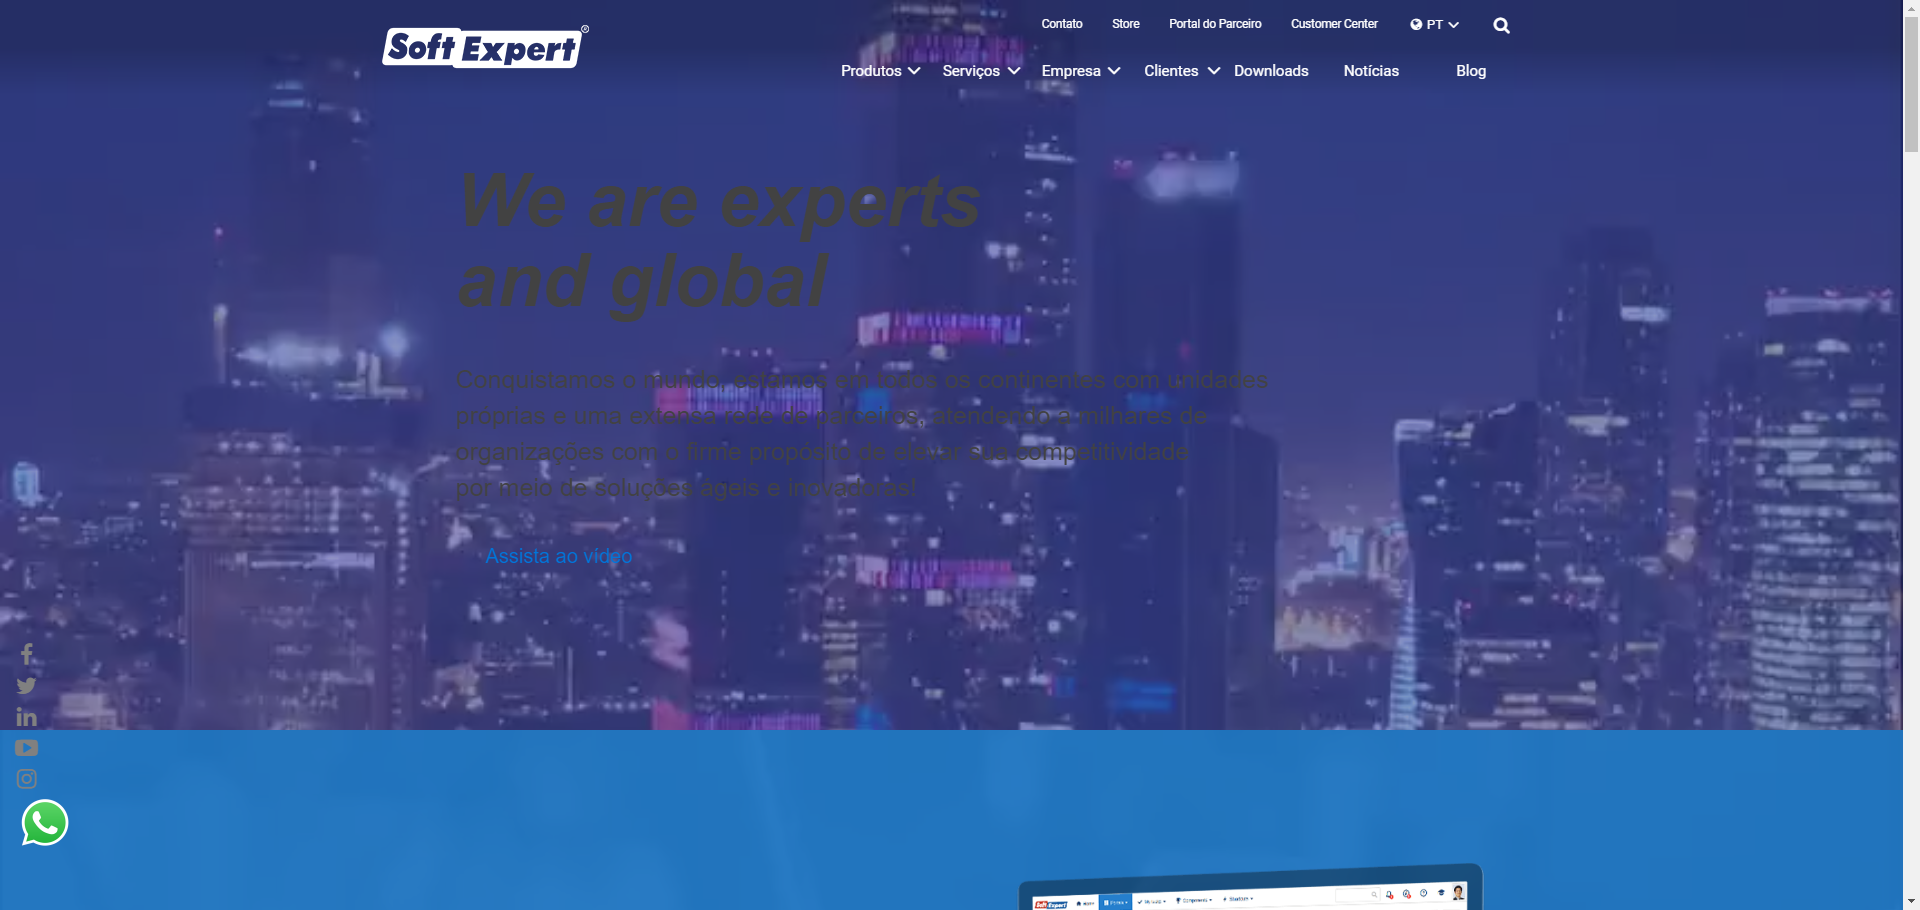 Contato Store Portal do Parceiro Customer Center PT
Soft Expert®
Produtos Serviços Empresa Clientes Downloads Notícias Blog
We are experts
and global
Conquistamos o mundo, estamos em todos os continentes com unidades
próprias e uma extensa rede de parceiros, atendendo a milhares de
organizações com o firme propósito de elevar sua competitividade
por meio de soluções ágeis e inovadoras!
Assista ao vídeo
Soft Expert